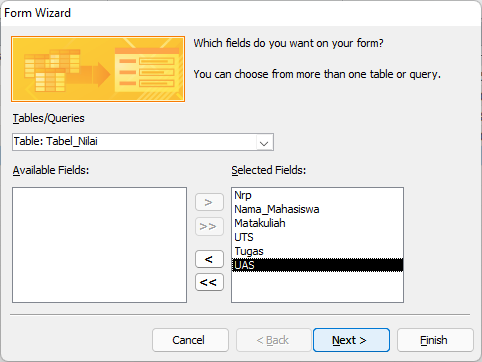 Form Wizard
Which fields do you want on your form?
You can choose from more than one table or query.
Tables/Queries
Table: Tabel_Nilai
Available Fields:
Selected Fields:
>
>>
<
<<
Nrp
Nama_Mahasiswa
Matakuliah
UTS
Tugas
UAS
Cancel
< Back
Next >
Finish